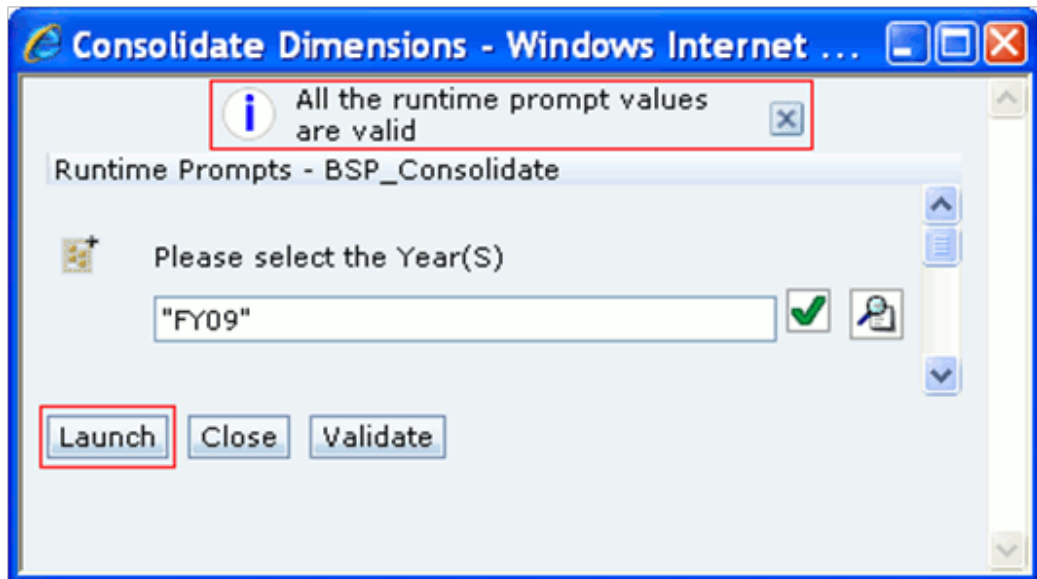 Consolidate Dimensions - Windows Internet ...
All the runtime prompt values
are valid
Runtime Prompts - BSP_Consolidate
Please select the Year(S)
"FY09"
Launch Close Validate